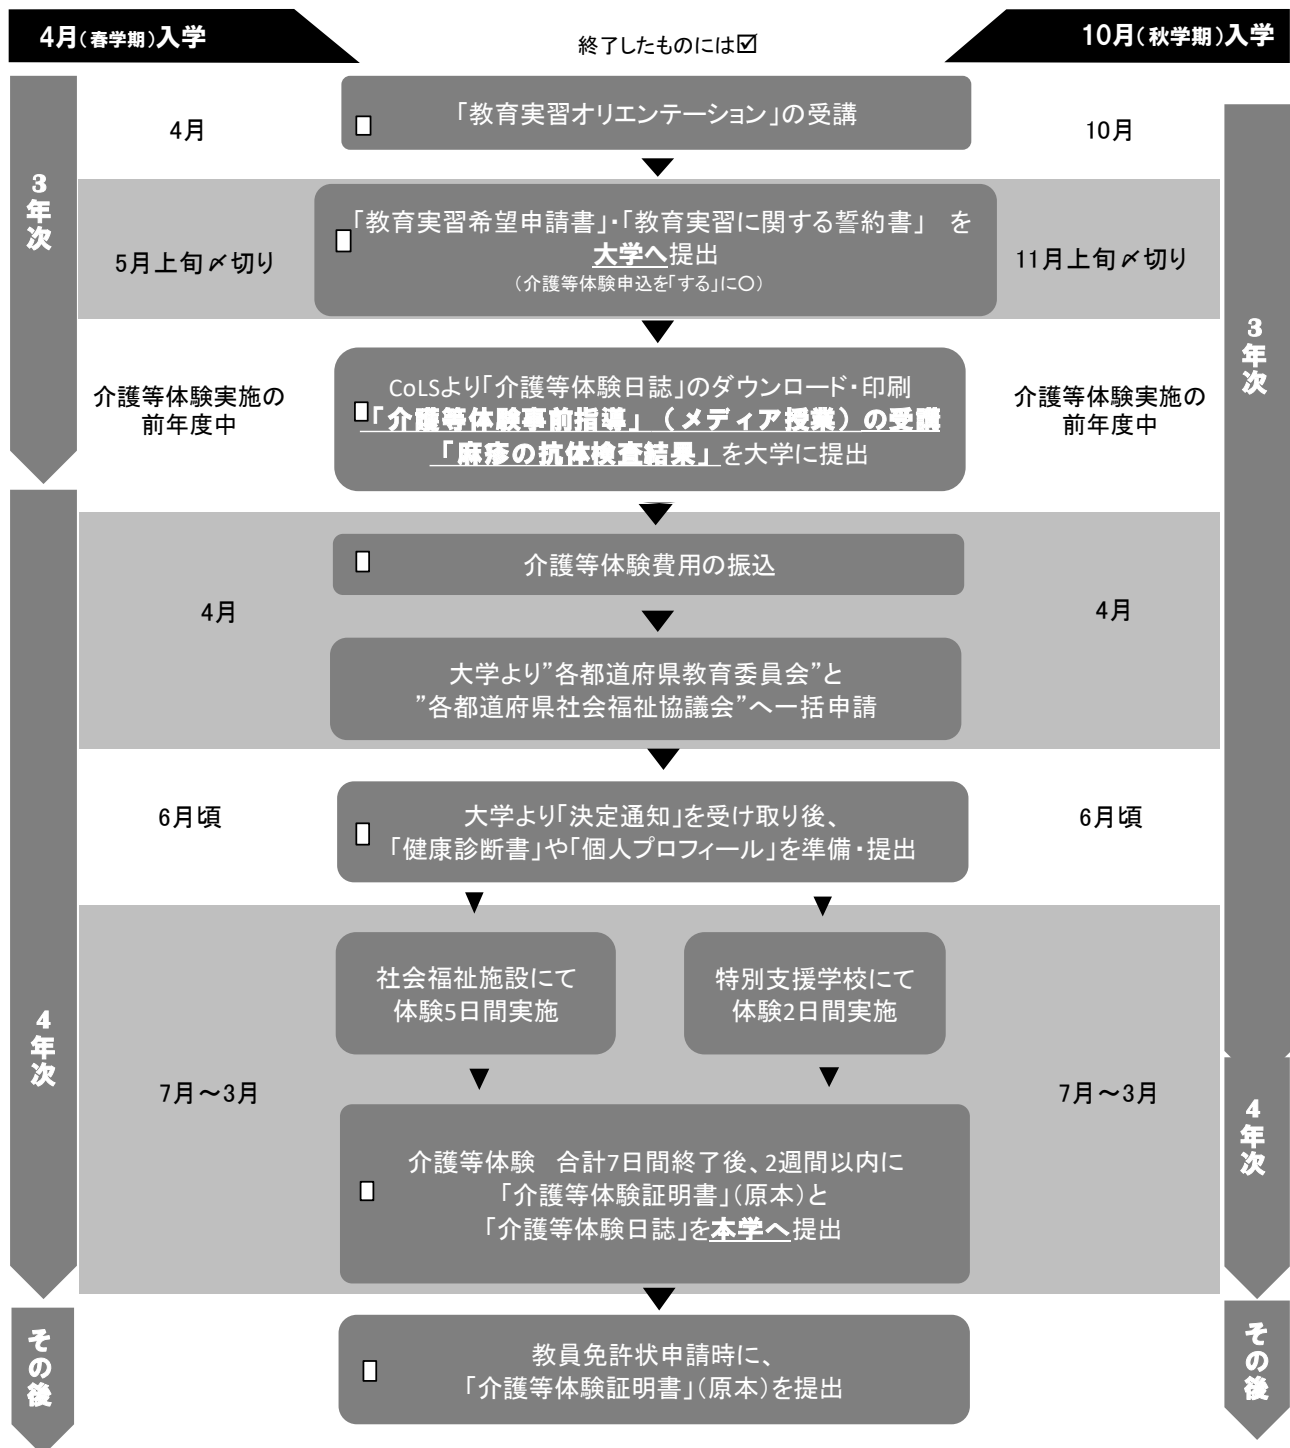 4月(春学期)入学
終了したものには☑
10月(秋学期)入学
3年次
4月
「教育実習オリエンテーション」の受講
10月
5月上旬〆切り
「教育実習希望申請書」・「教育実習に関する誓約書」 を
大学へ提出
(介護等体験申込を「する」に○)
11月上旬〆切り
3年次
介護等体験実施の
前年度中
CoLSより「介護等体験日誌」のダウンロード・印刷
「介護等体験事前指導」(メディア授業)の受講
「麻疹の抗体検査結果」を大学に提出
介護等体験実施の
前年度中
4月
介護等体験費用の振込
4月
大学より”各都道府県教育委員会”と
”各都道府県社会福祉協議会”へ一括申請
6月頃
大学より「決定通知」を受け取り後、
「健康診断書」や「個人プロフィール」を準備・提出
6月頃
4年次
社会福祉施設にて
体験5日間実施
特別支援学校にて
体験2日間実施
7月~3月
7月~3月
4年次
介護等体験 合計7日間終了後、2週間以内に
「介護等体験証明書」(原本)と
「介護等体験日誌」を本学へ提出
その後
教員免許状申請時に、
「介護等体験証明書」(原本)を提出
その後